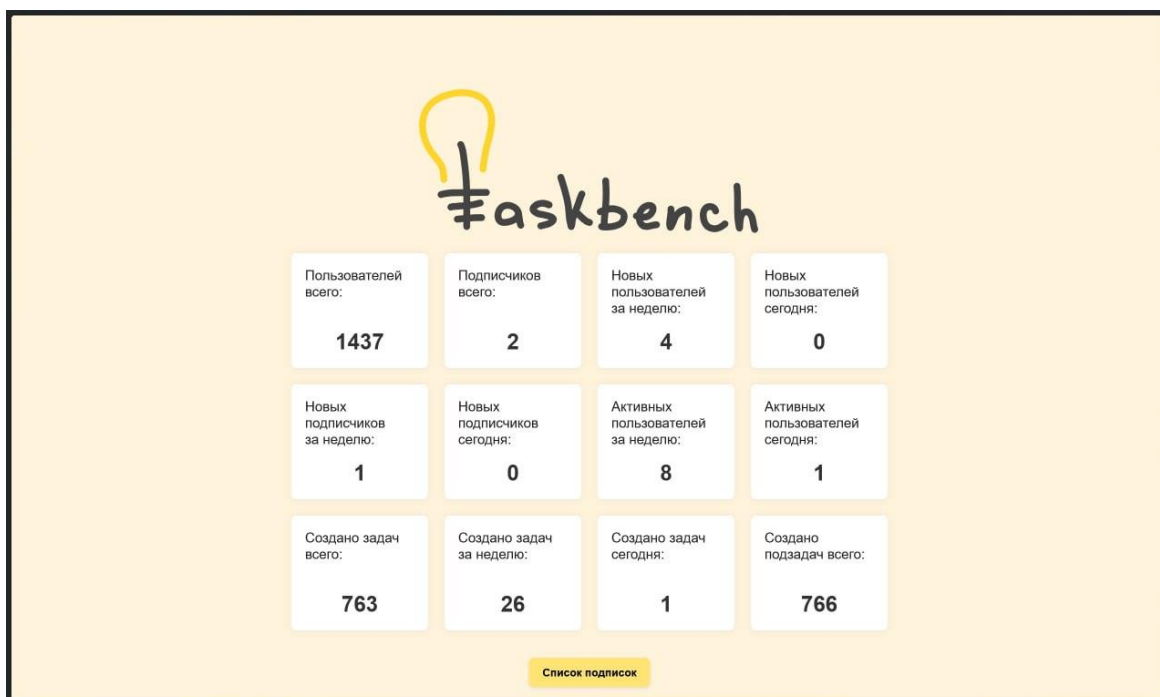 taskbench
Пользователей
всего:
1437
Подписчиков
всего:
2
Новых
пользователей
за неделю:
4
Новых
пользователей
сегодня:
0
Новых
подписчиков
за неделю:
1
Новых
подписчиков
сегодня:
0
Активных
пользователей
за неделю:
8
Активных
пользователей
сегодня:
1
Создано задач
всего:
763
Создано задач
за неделю:
26
Создано задач
сегодня:
1
Создано
подзадач всего:
766
Список подписок